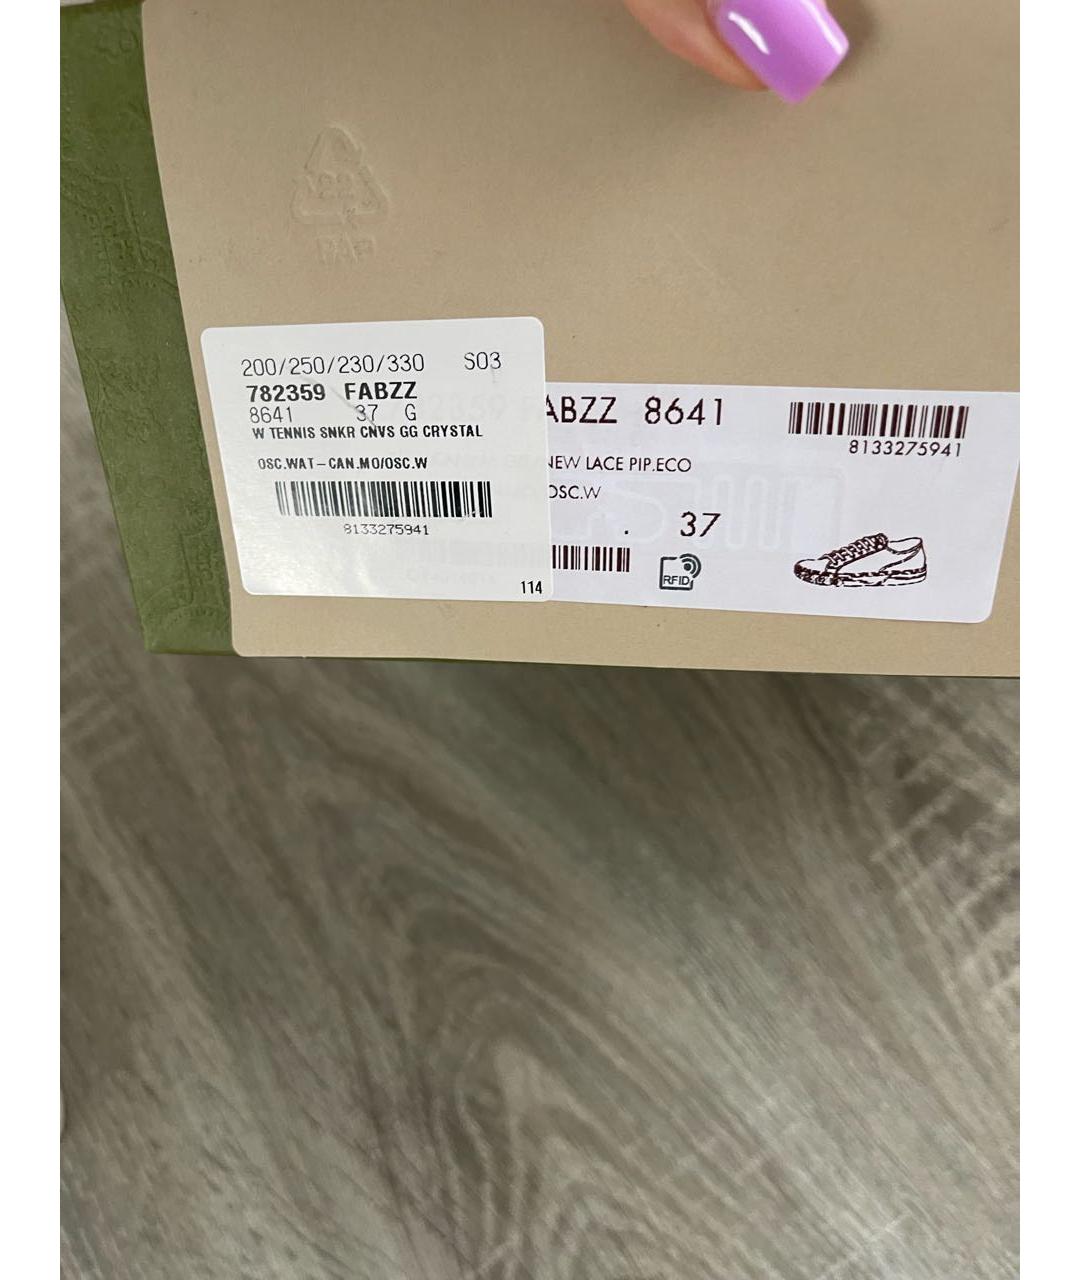 22
PAP
200/250/230/330 S03
782359 FABZZ
8641 37 G
W TENNIS SNKR CNVS GG CRYSTAL
OSC.WAT-CAN.MO/OSC.W
8133275941
114
ABZZ 8641
8133275941
NEW LACE PIP.ECO
OSC.W
. 37
RFID